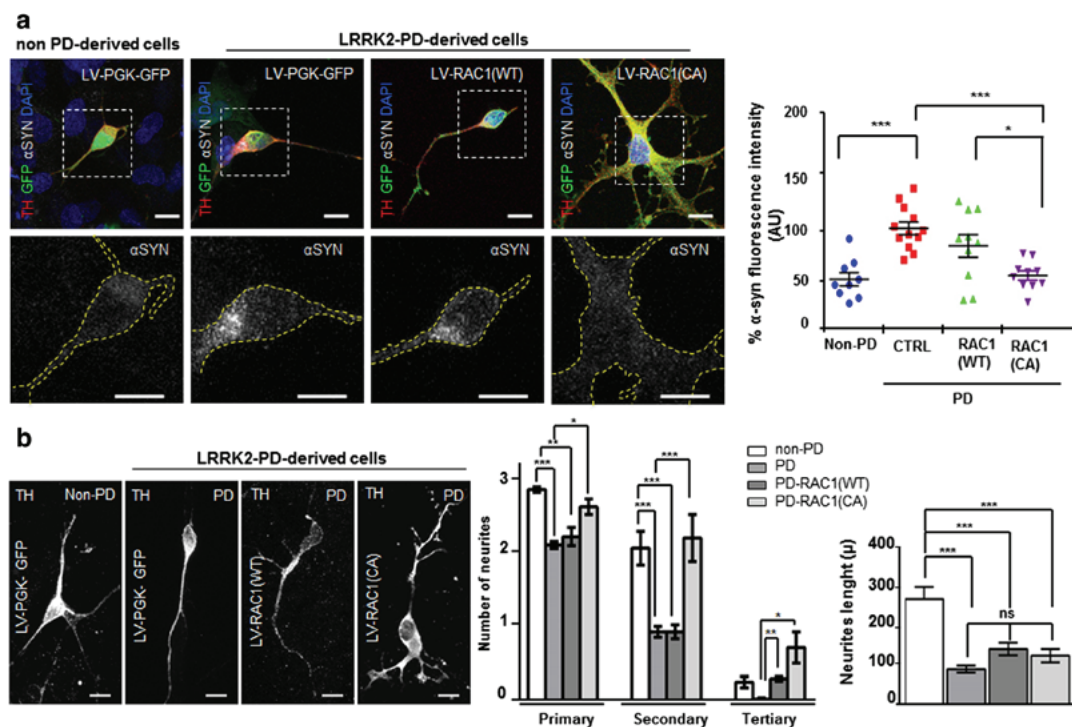 a
non PD-derived cells
LRRK2-PD-derived cells
LV-PGK-GFP
LV-PGK-GFP
LV-RAC1(WT)
LV-RAC1(CA)
TH GFP αSYN DAPI
TH GFP αSYN DAPI
TH GFP αSYN DAPI
TH GFP αSYN DAPI
αSYN
αSYN
αSYN
αSYN
% α-syn fluorescence intensity
(AU)
200
150
100
50
0
***
***
*
Non-PD
CTRL
RAC1
(WT)
RAC1
(CA)
PD
b
LRRK2-PD-derived cells
TH Non-PD
TH PD
TH PD
TH PD
LV-PGK- GFP
LV-PGK- GFP
LV-RAC1(WT)
LV-RAC1(CA)
Number of neurites
3
2
1
0
*
**
***
***
***
***
*
**
Primary
Secondary
Tertiary
non-PD
PD
PD-RAC1(WT)
PD-RAC1(CA)
Neurites lenght (µ)
400
300
200
100
0
***
***
***
ns